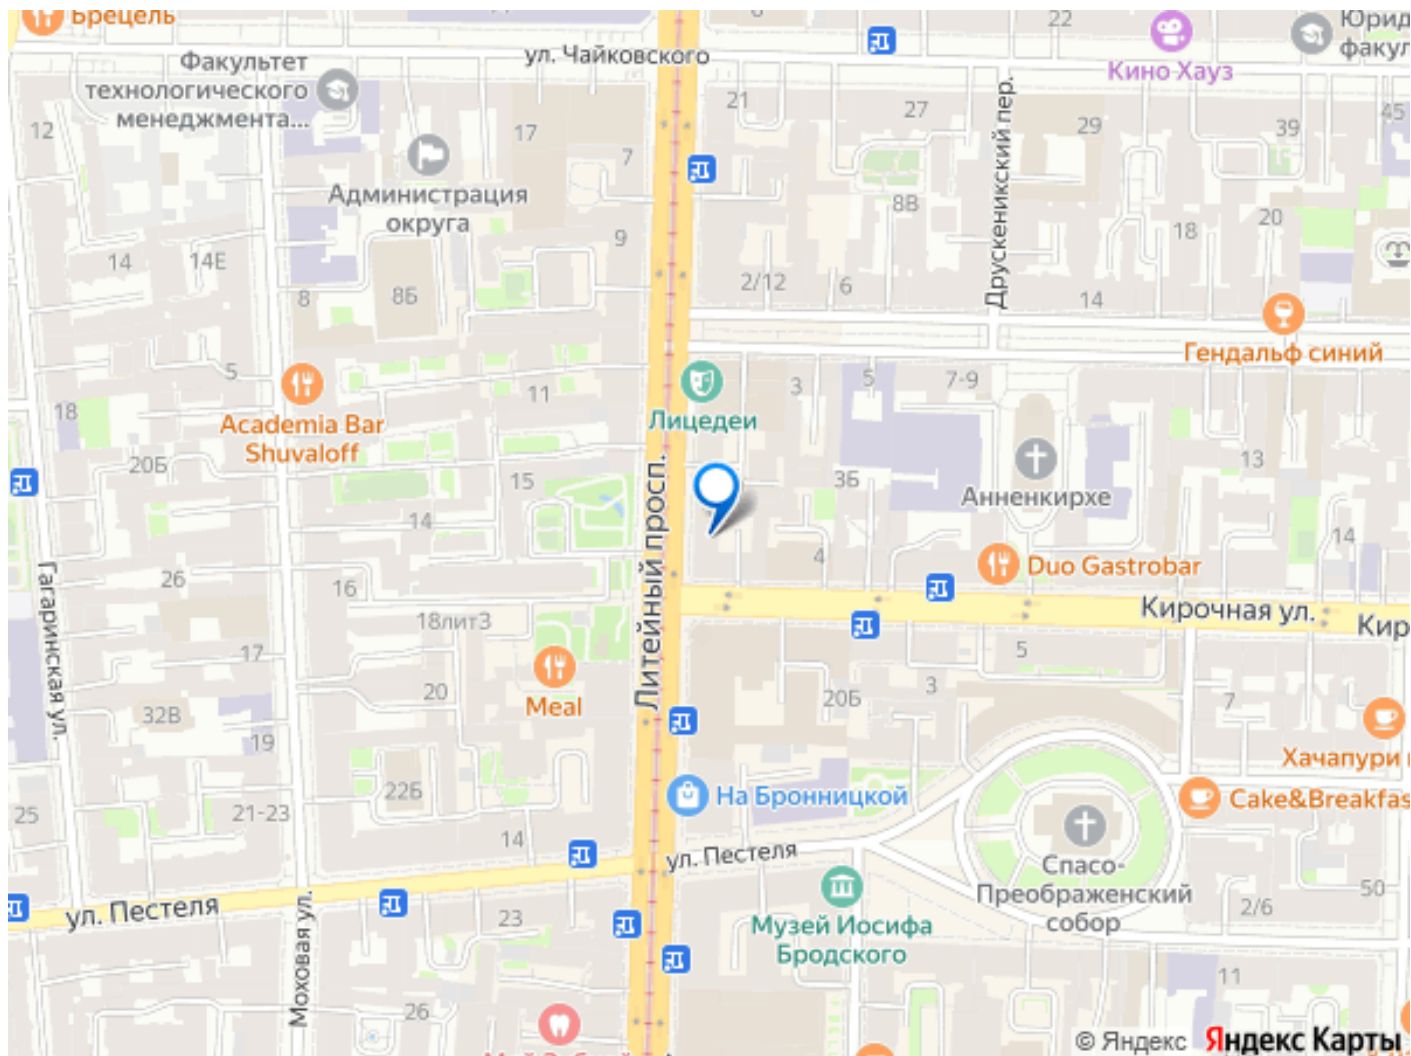 Брецель
6
22
Юрид
факул
ул. Чайковского
Кино Хауз
Факультет
технологического
менеджмента...
12
17
21
27
Друскеникский пер.
29
39
45
7
Администрация
округа
9
8В
18
20
14
14Е
8
8Б
2/12
6
14
Гендальф синий
5
Academia Bar
Shuvaloff
11
Лицедеи
3
5
7-9
18
20Б
15
14
Литейный просп.
3Б
Анненкирхе
13
14
4
Duo Gastrobar
Гагаринская ул.
26
16
18лит3
Кирочная ул.
Кир
17
20
Meal
5
3
20Б
7
32В
19
22Б
21-23
25
14
На Бронницкой
Хачапури и
Cake&Breakfas
ул. Пестеля
Спасо-
Преображенский
собор
50
2/6
ул. Пестеля
Моховая ул.
23
Музей Иосифа
Бродского
11
26
© Яндекс Яндекс Карты